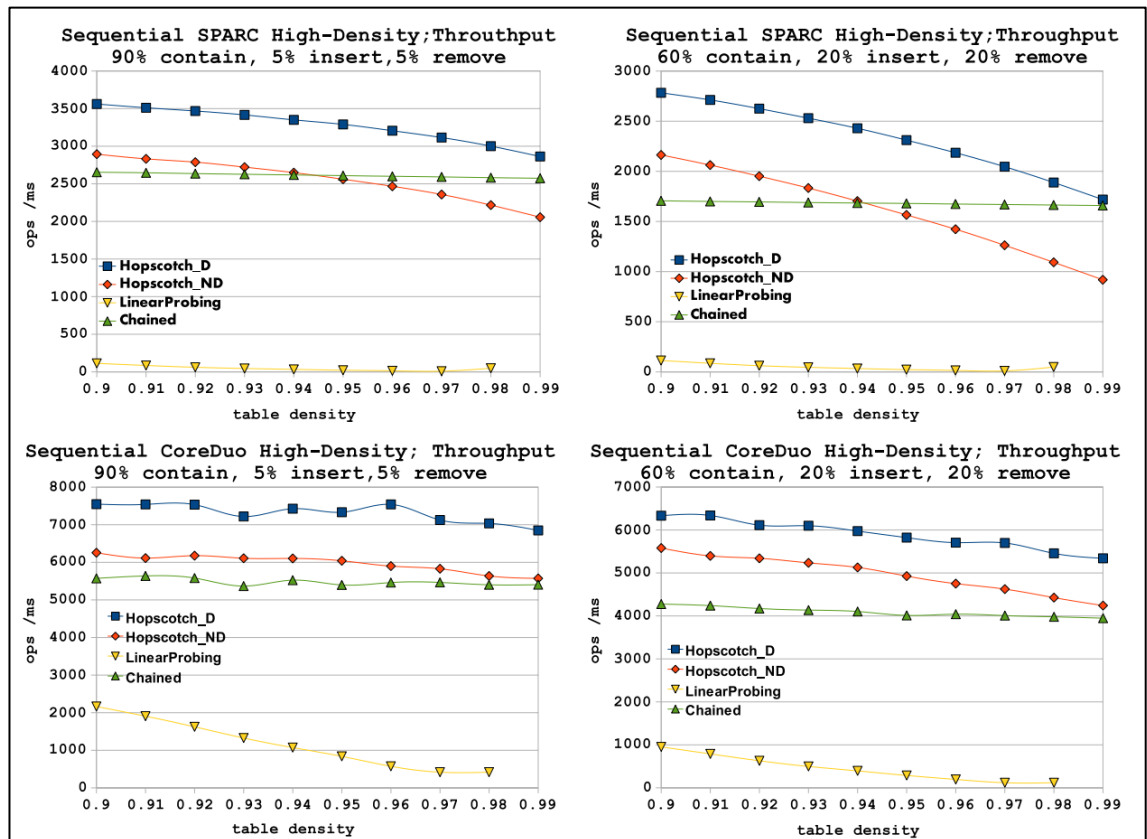 Sequential SPARC High-Density;Throuthput
90% contain, 5% insert,5% remove
4000
3500
3000
2500
2000
1500
1000
500
0
ops /ms
Hopscotch_D
Hopscotch_ND
LinearProbing
Chained
0.9 0.91 0.92 0.93 0.94 0.95 0.96 0.97 0.98 0.99
table density
Sequential SPARC High-Density;Throughput
60% contain, 20% insert, 20% remove
3000
2500
2000
1500
1000
500
0
ops /ms
Hopscotch_D
Hopscotch_ND
LinearProbing
Chained
0.9 0.91 0.92 0.93 0.94 0.95 0.96 0.97 0.98 0.99
table density
Sequential CoreDuo High-Density; Throughput
90% contain, 5% insert,5% remove
8000
7000
6000
5000
4000
3000
2000
1000
0
ops /ms
Hopscotch_D
Hopscotch_ND
LinearProbing
Chained
0.9 0.91 0.92 0.93 0.94 0.95 0.96 0.97 0.98 0.99
table density
Sequential CoreDuo High-Density; Throughput
60% contain, 20% insert, 20% remove
7000
6000
5000
4000
3000
2000
1000
0
ops /ms
Hopscotch_D
Hopscotch_ND
LinearProbing
Chained
0.9 0.91 0.92 0.93 0.94 0.95 0.96 0.97 0.98 0.99
table density